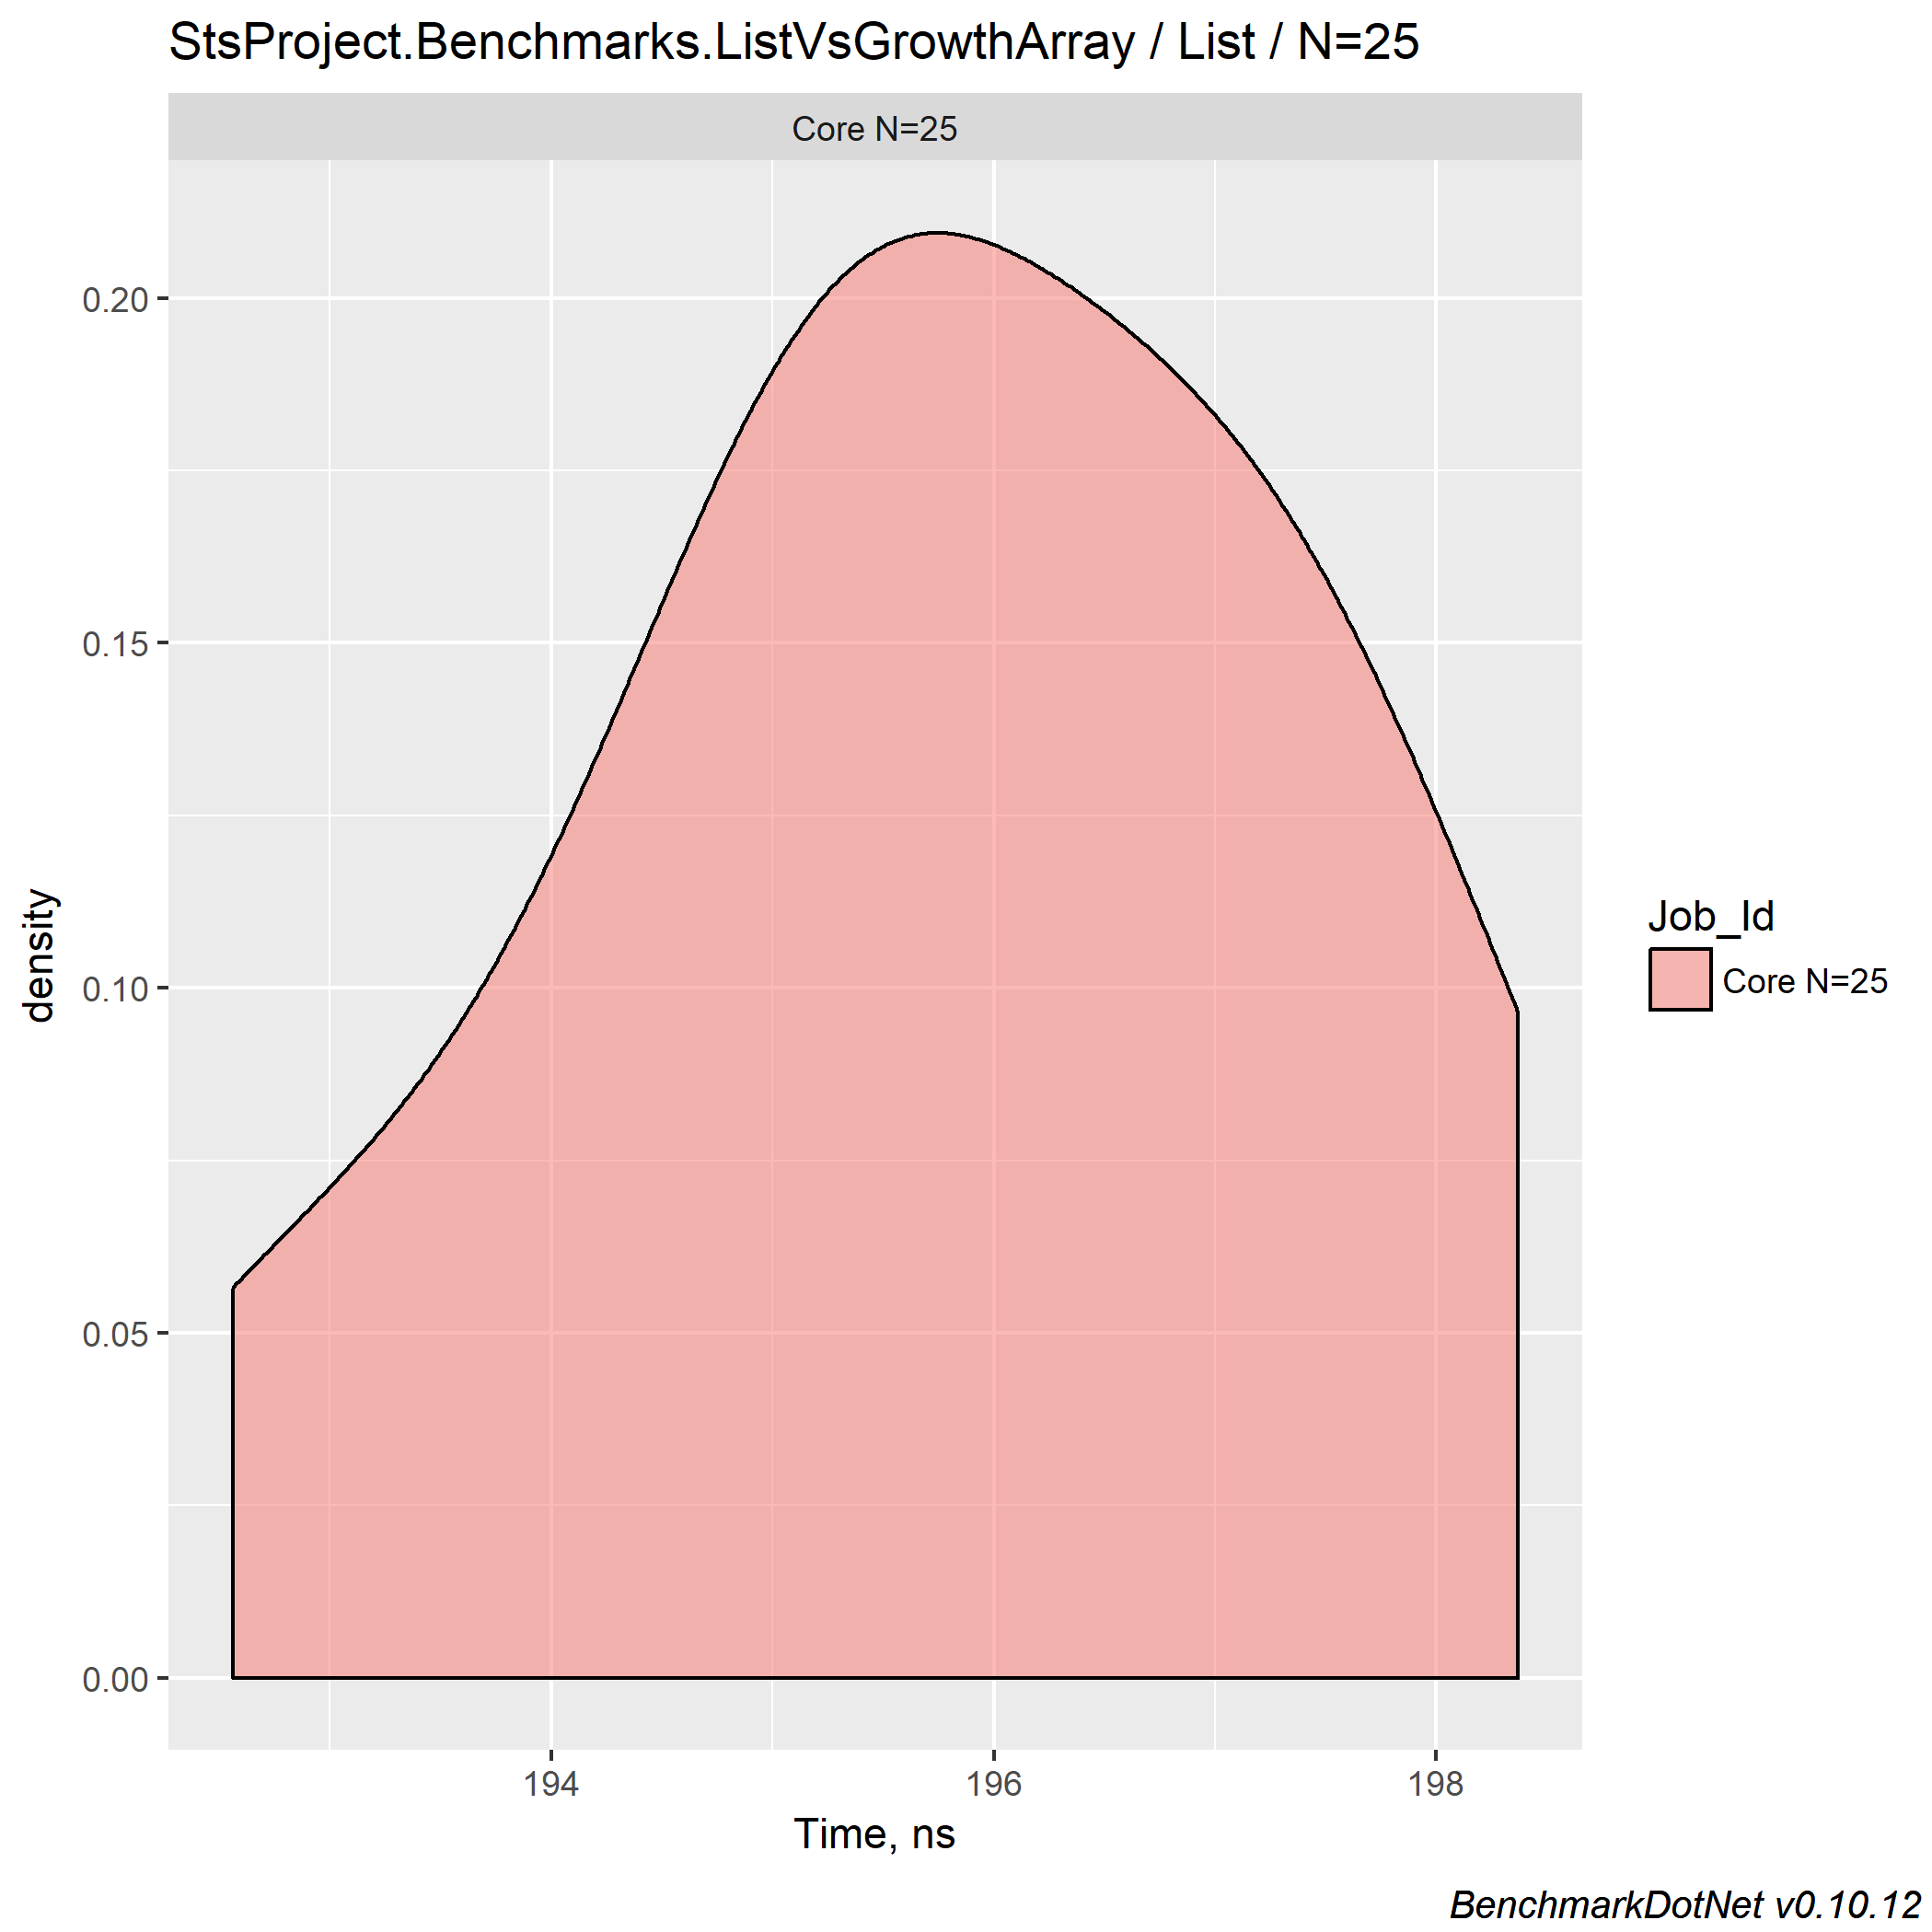 StsProject.Benchmarks.ListVsGrowthArray / List / N=25
Core N=25
0.20
0.15
0.10
0.05
0.00
density
194 196 198
Time, ns
Job_Id
Core N=25
BenchmarkDotNet v0.10.12